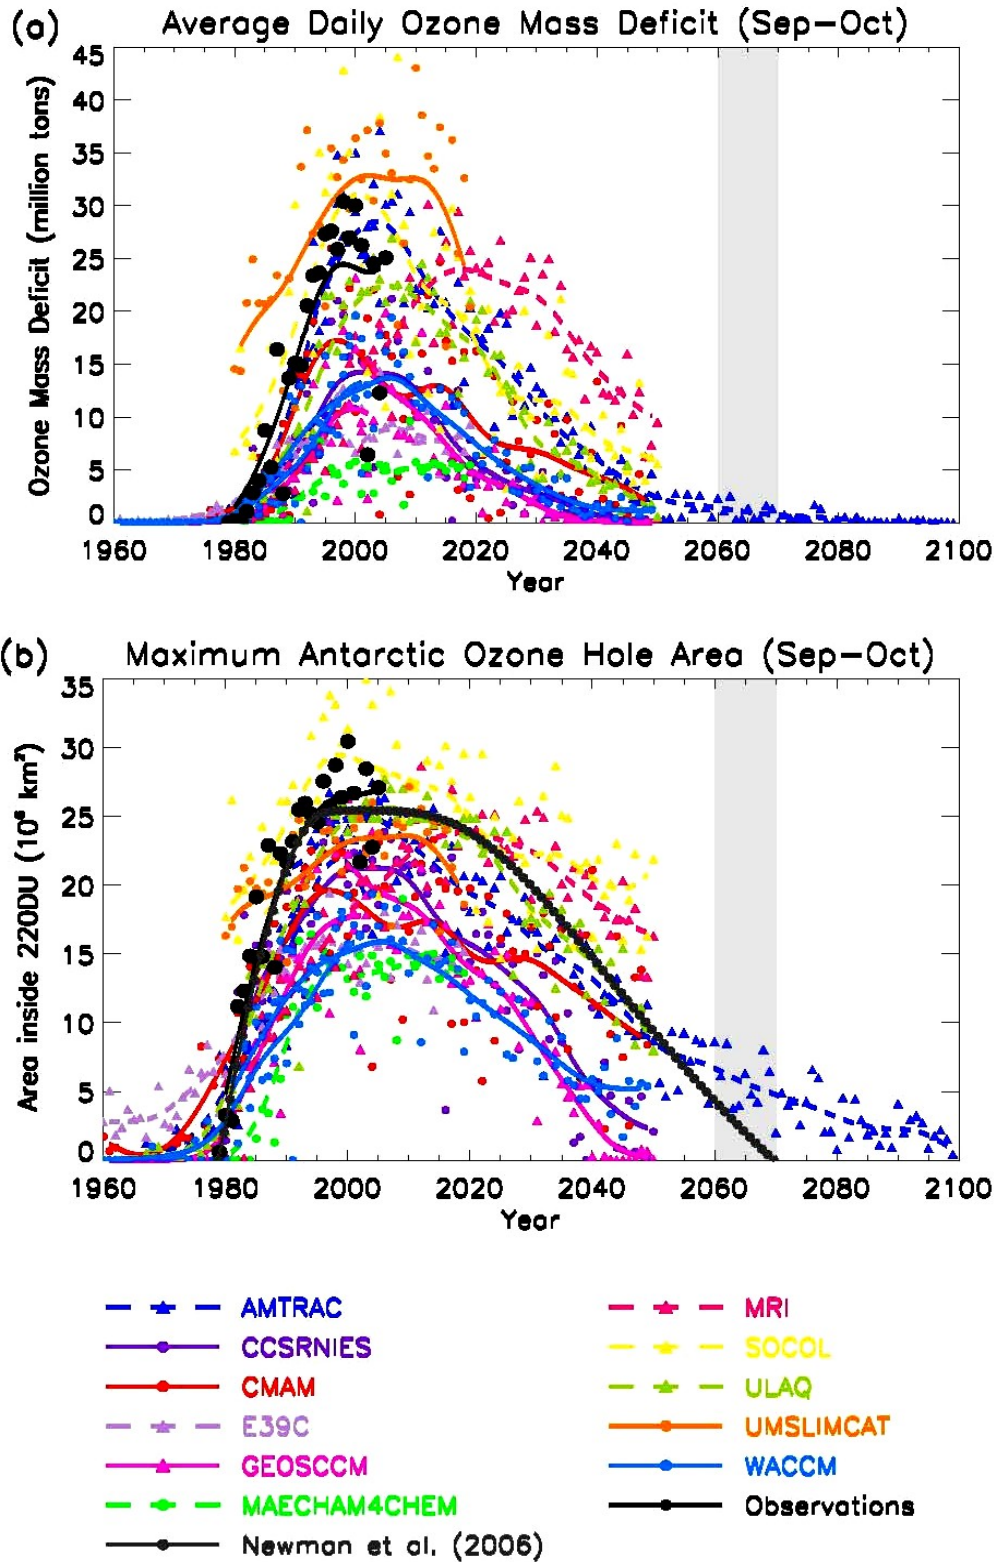 (a) Average Daily Ozone Mass Deficit (Sep-Oct)
Ozone Mass Deficit (million tons)
45
40
35
30
25
20
15
10
5
0
1960 1980 2000 2020 2040 2060 2080 2100
Year
(b) Maximum Antarctic Ozone Hole Area (Sep-Oct)
Area inside 220DU (10⁶ km²)
35
30
25
20
15
10
5
0
1960 1980 2000 2020 2040 2060 2080 2100
Year
AMTRAC MRI
CCSRNIES SOCOL
CMAM ULAQ
E39C UMSLIMCAT
GEOSCCM WACCM
MAECHAM4CHEM Observations
Newman et al. (2006)